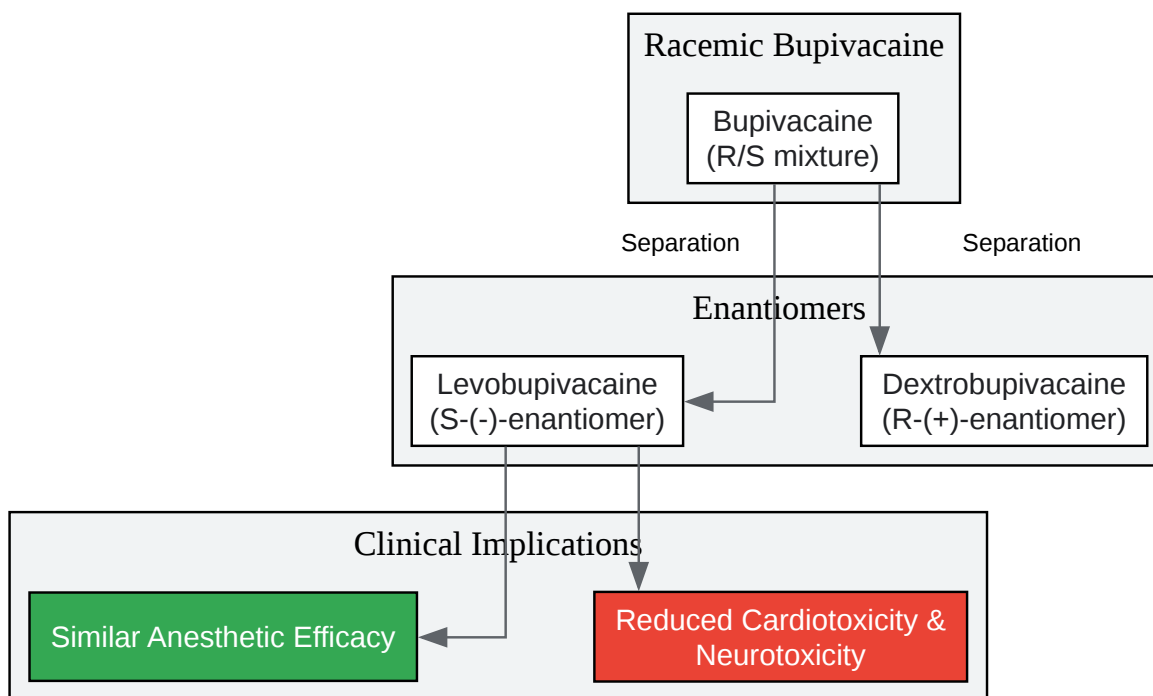 Racemic Bupivacaine
Bupivacaine
(R/S mixture)
Separation
Separation
Enantiomers
Levobupivacaine
(S-(-)-enantiomer)
Dextrobupivacaine
(R-(+)-enantiomer)
Clinical Implications
Similar Anesthetic Efficacy
Reduced Cardiotoxicity &
Neurotoxicity